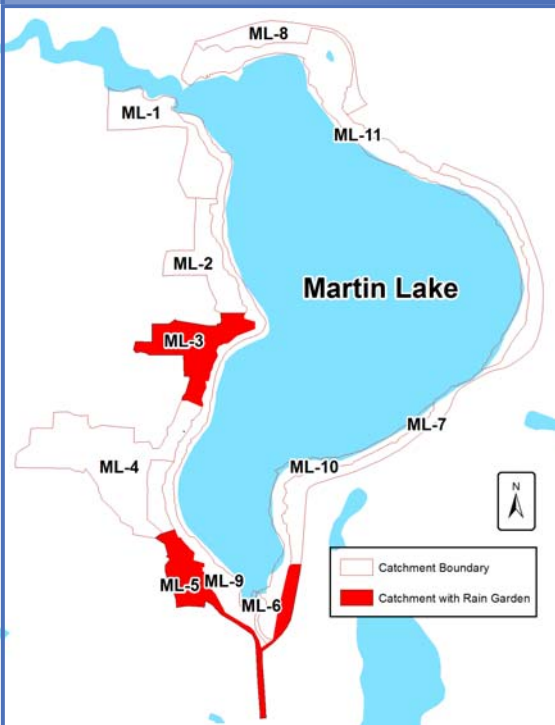 ML-8
ML-1
ML-11
ML-2
Martin Lake
ML-3
ML-7
ML-4
ML-10
N
Catchment Boundary
ML-5
ML-9
Catchment with Rain Garden
ML-6